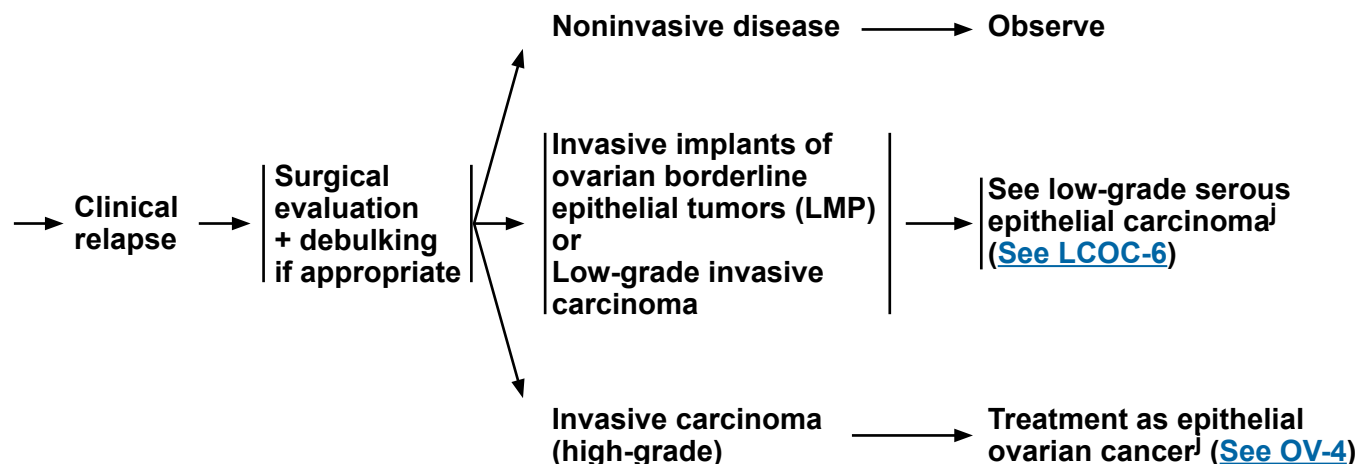 Noninvasive disease
Observe
Clinical
relapse
Surgical
evaluation
+ debulking
if appropriate
Invasive implants of
ovarian borderline
epithelial tumors (LMP)
or
Low-grade invasive
carcinoma
See low-grade serous
epithelial carcinomaj
(See LCOC-6)
Invasive carcinoma
(high-grade)
Treatment as epithelial
ovarian cancerj (See OV-4)